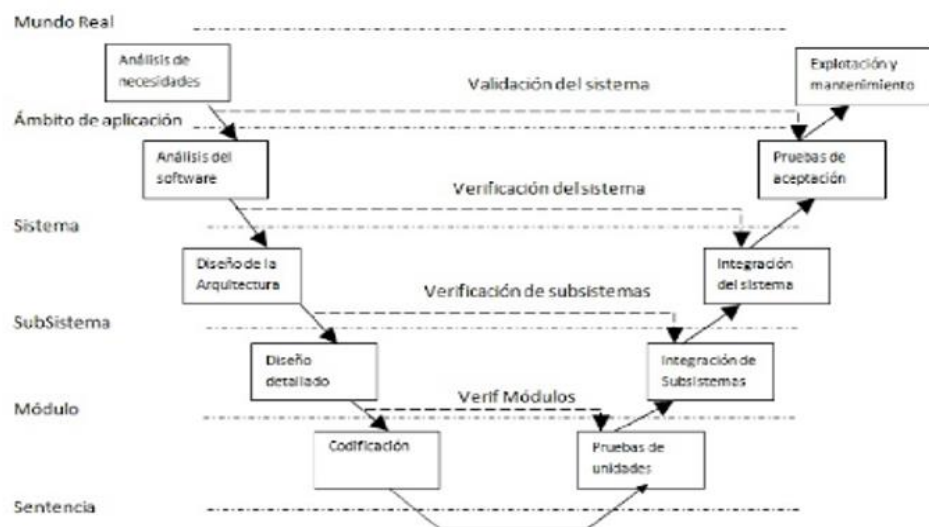 Mundo Real
Análisis de
necesidades
Validación del sistema
Explotación y
mantenimiento
Ámbito de aplicación
Análisis del
software
Verificación del sistema
Pruebas de
aceptación
Sistema
Diseño de la
Arquitectura
Verificación de subsistemas
Integración
del sistema
SubSistema
Diseño
detallado
Verif Módulos
Integración de
Subsistemas
Módulo
Codificación
Pruebas de
unidades
Sentencia